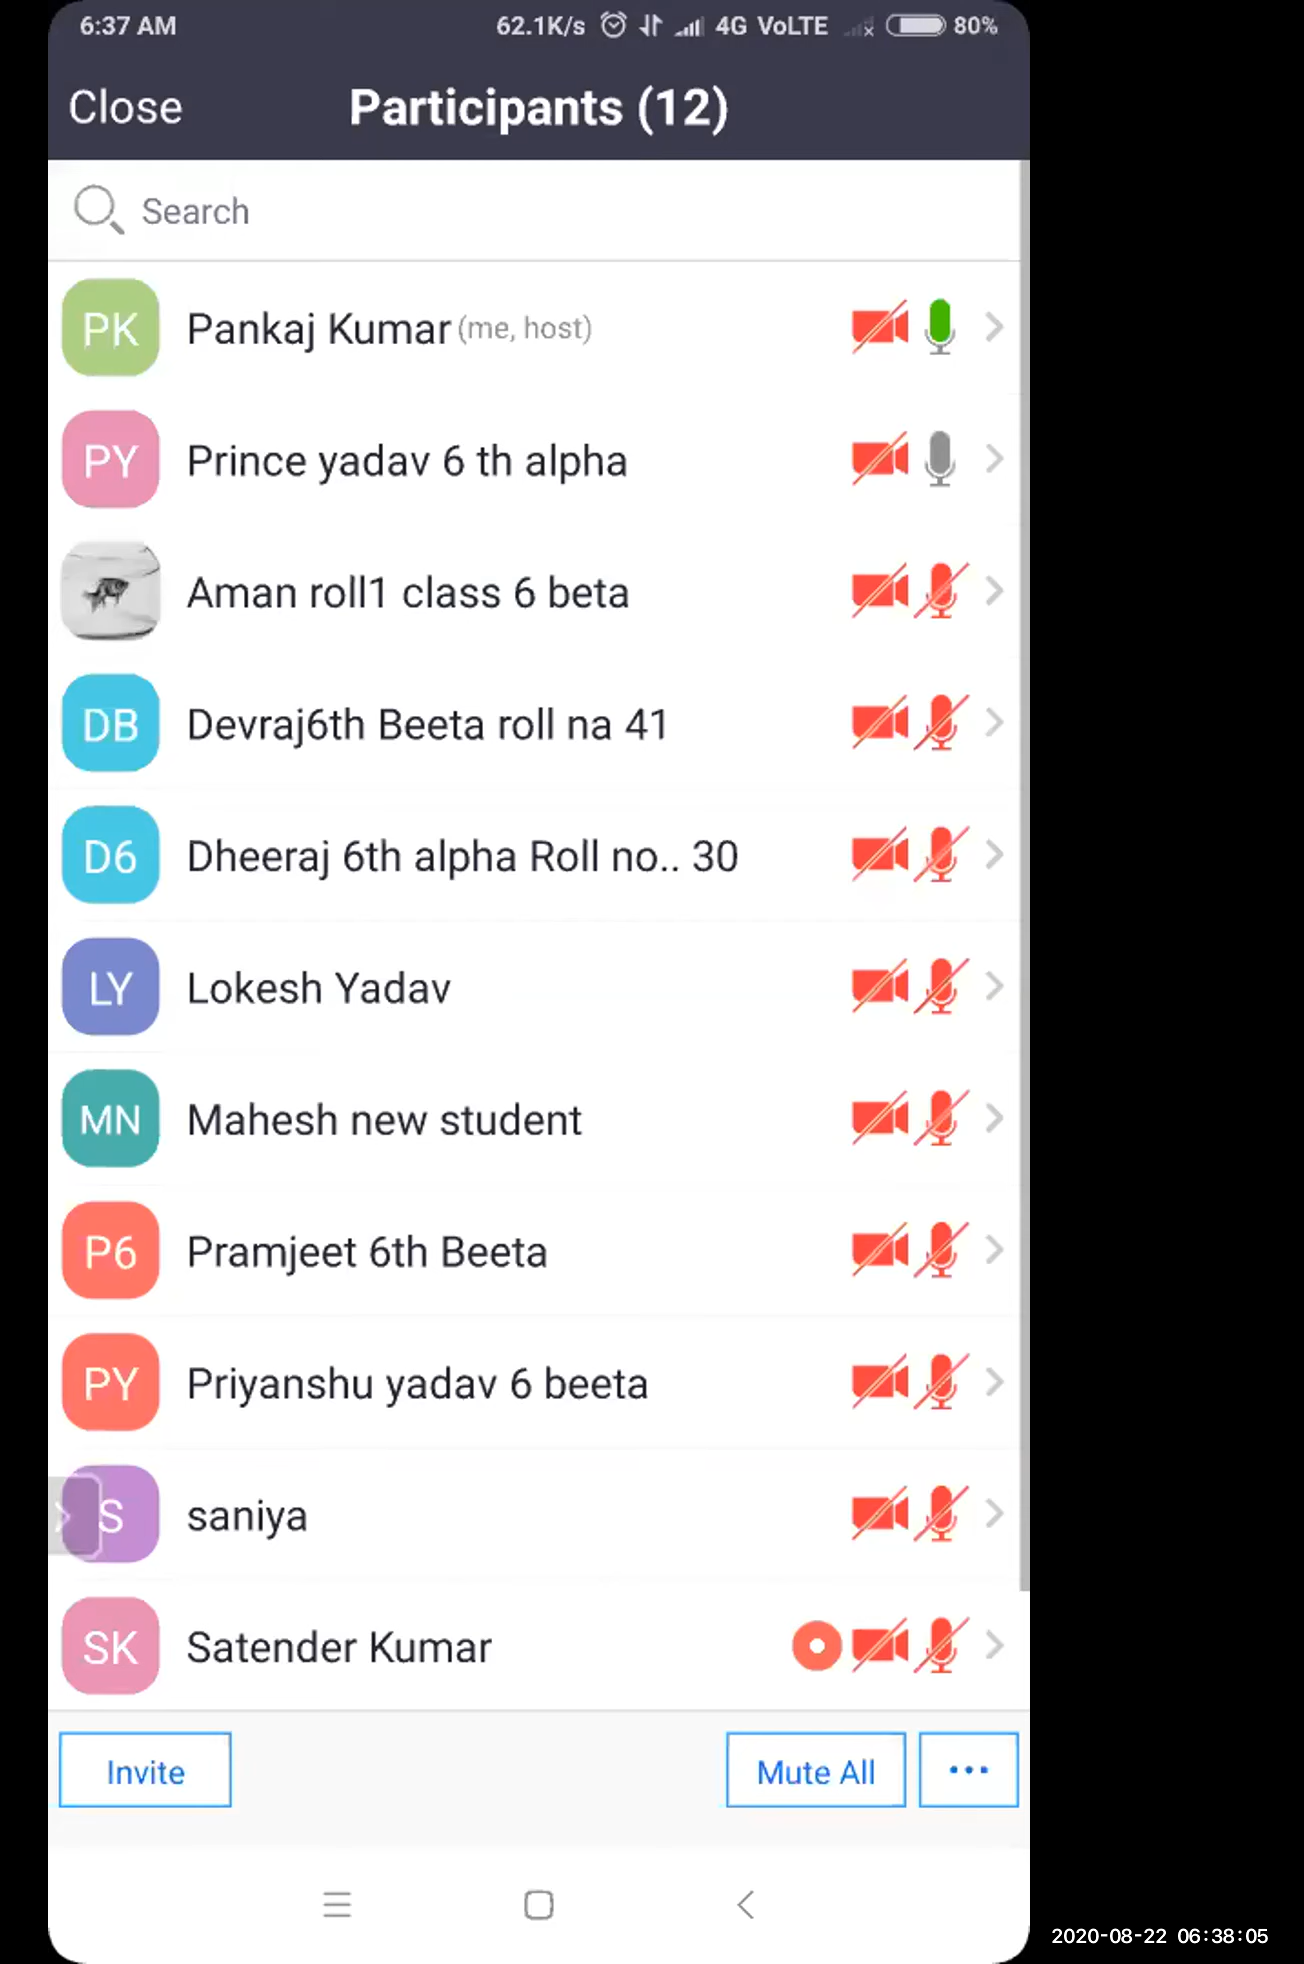 6:37 AM 62.1K/s 4G VoLTE 80%
Close Participants (12)
Search
PK Pankaj Kumar (me, host)
PY Prince yadav 6 th alpha
Aman roll1 class 6 beta
DB Devraj6th Beeta roll na 41
D6 Dheeraj 6th alpha Roll no.. 30
LY Lokesh Yadav
MN Mahesh new student
P6 Pramjeet 6th Beeta
PY Priyanshu yadav 6 beeta
S saniya
SK Satender Kumar
Invite Mute All ...
2020-08-22 06:38:05